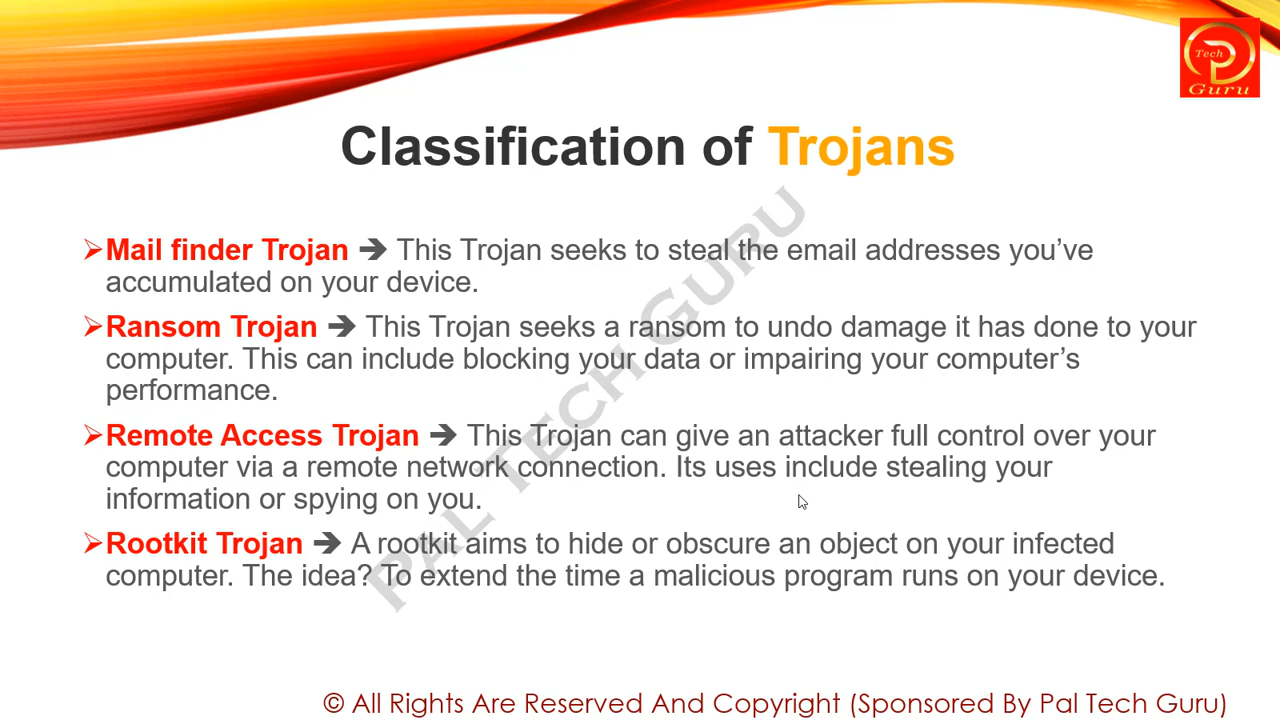 Tech
Guru
Classification of Trojans
➢Mail finder Trojan ➔ This Trojan seeks to steal the email addresses you’ve
accumulated on your device.
➢Ransom Trojan ➔ This Trojan seeks a ransom to undo damage it has done to your
computer. This can include blocking your data or impairing your computer’s
performance.
➢Remote Access Trojan ➔ This Trojan can give an attacker full control over your
computer via a remote network connection. Its uses include stealing your
information or spying on you.
➢Rootkit Trojan ➔ A rootkit aims to hide or obscure an object on your infected
computer. The idea? To extend the time a malicious program runs on your device.
PAL TECH GURU
© All Rights Are Reserved And Copyright (Sponsored By Pal Tech Guru)